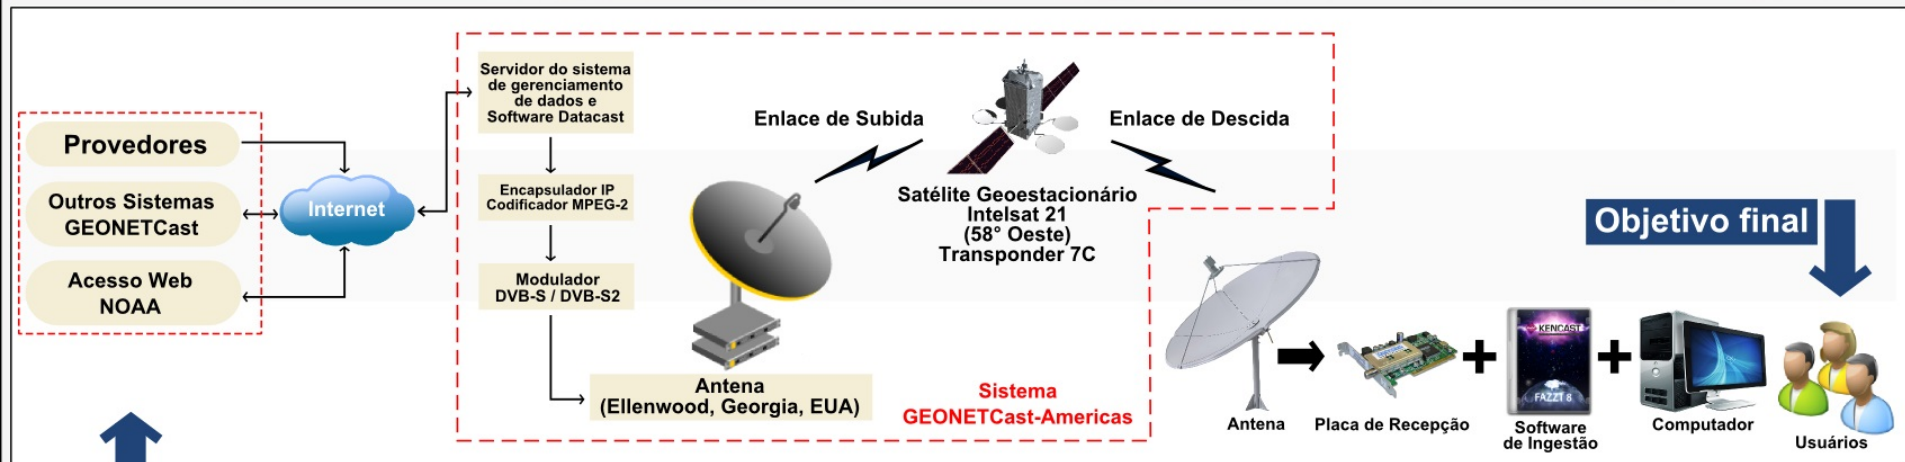 Provedores
Outros Sistemas
GEONETCast
Acesso Web
NOAA
Internet
Servidor do sistema
de gerenciamento
de dados e
Software Datacast
Encapsulador IP
Codificador MPEG-2
Modulador
DVB-S / DVB-S2
Antena
(Ellenwood, Georgia, EUA)
Enlace de Subida
Enlace de Descida
Satélite Geoestacionário
Intelsat 21
(58° Oeste)
Transponder 7C
Sistema
GEONETCast-Americas
Objetivo final
Antena
Placa de Recepção
KENCAST
FAZZT 8
Software
de Ingestão
Computador
Usuários